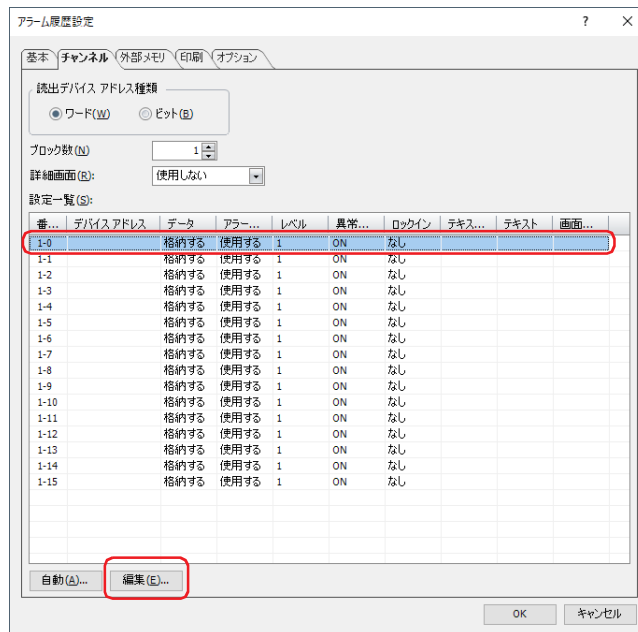 アラーム履歴設定 ? ×
基本 チャンネル 外部メモリ 印刷 オプション
読出デバイス アドレス種類
ワード(W) ビット(B)
ブロック数(N) 1
詳細画面(R): 使用しない
設定一覧(S):
番... デバイス アドレス データ アラー... レベル 異常... ロックイン テキス... テキスト 画面...
1-0 格納する 使用する 1 ON なし
1-1 格納する 使用する 1 ON なし
1-2 格納する 使用する 1 ON なし
1-3 格納する 使用する 1 ON なし
1-4 格納する 使用する 1 ON なし
1-5 格納する 使用する 1 ON なし
1-6 格納する 使用する 1 ON なし
1-7 格納する 使用する 1 ON なし
1-8 格納する 使用する 1 ON なし
1-9 格納する 使用する 1 ON なし
1-10 格納する 使用する 1 ON なし
1-11 格納する 使用する 1 ON なし
1-12 格納する 使用する 1 ON なし
1-13 格納する 使用する 1 ON なし
1-14 格納する 使用する 1 ON なし
1-15 格納する 使用する 1 ON なし
自動(A)... 編集(E)...
OK キャンセル